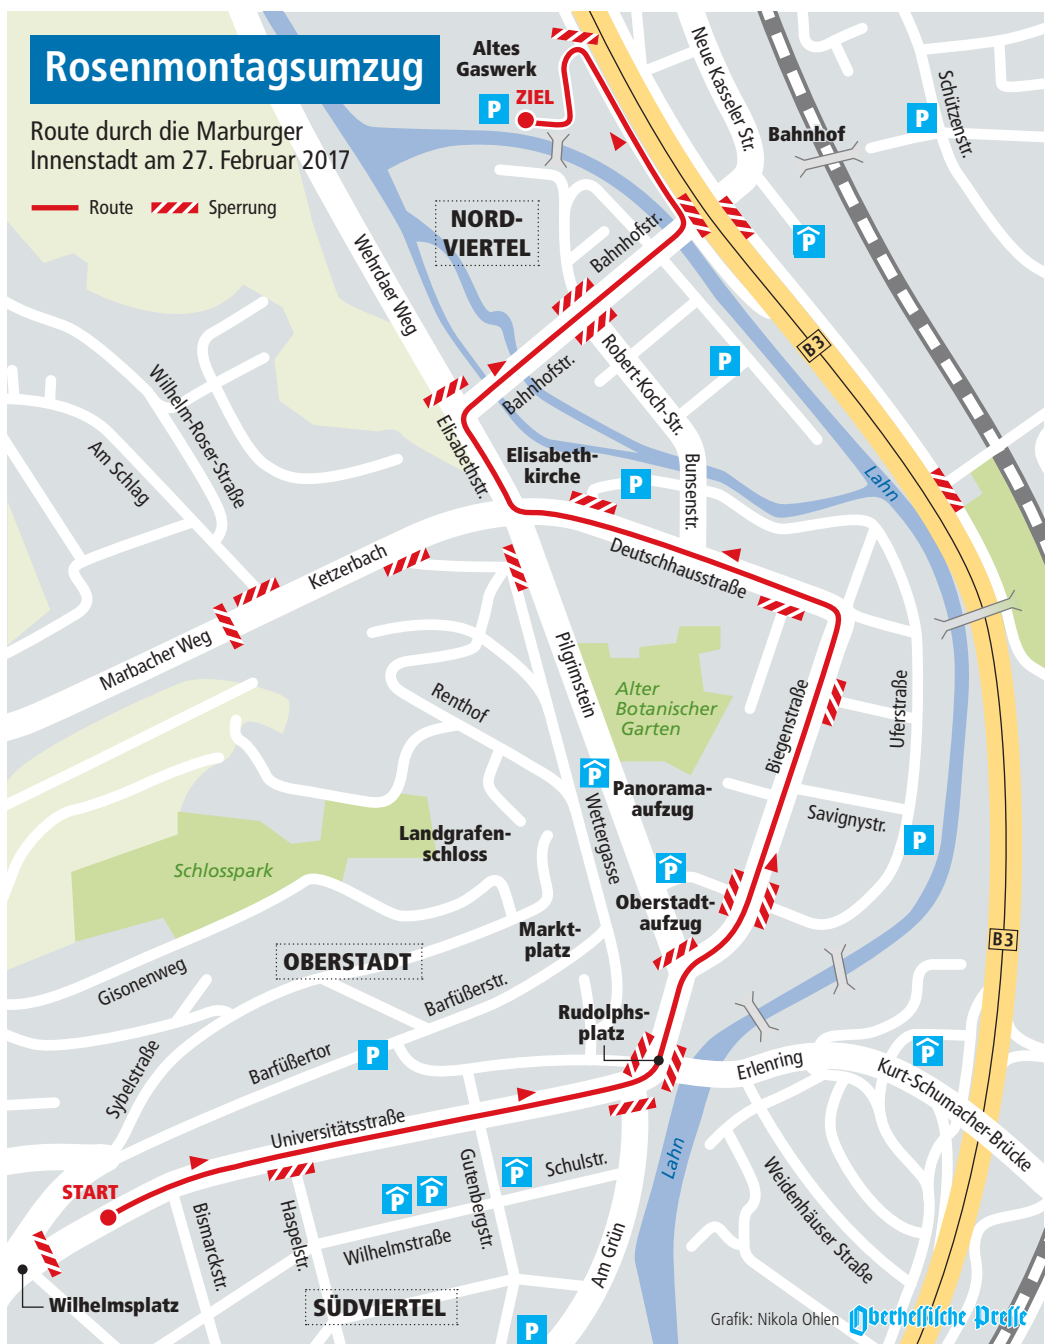 Rosenmontagsumzug
Route durch die Marburger
Innenstadt am 27. Februar 2017
Route
Sperrung
Altes
Gaswerk
P
ZIEL
Neue Kasseler Str.
Bahnhof
P
Schützenstr.
NORD-
VIERTEL
Bahnhofstr.
P
Wehrdaer Weg
B3
Wilhelm-Roser-Straße
Bahnhofstr.
Robert-Koch-Str.
P
Am Schlag
Elisabethstr.
Elisabeth-
kirche
P
Bunsenstr.
Lahn
Ketzerbach
Deutschhausstraße
Marbacher Weg
Pilgrimstein
Renthof
Alter
Botanischer
Garten
Biegenstraße
Uferstraße
P
Panorama-
aufzug
Wettergasse
Savignystr.
P
Landgrafen-
schloss
Schlosspark
P
Oberstadt-
aufzug
Markt-
platz
B3
OBERSTADT
Gisonenweg
Barfüßerstr.
Rudolphs-
platz
Sybelstraße
Barfüßertor
P
Erlenring
P
Kurt-Schumacher-Brücke
Universitätsstraße
Lahn
START
Bismarckstr.
Haspelstr.
P
P
Gutenbergstr.
P
Schulstr.
Weidenhäuser Straße
Wilhelmstraße
Am Grün
Wilhelmsplatz
SÜDVIERTEL
P
Grafik: Nikola Ohlen
Oberhessische Presse